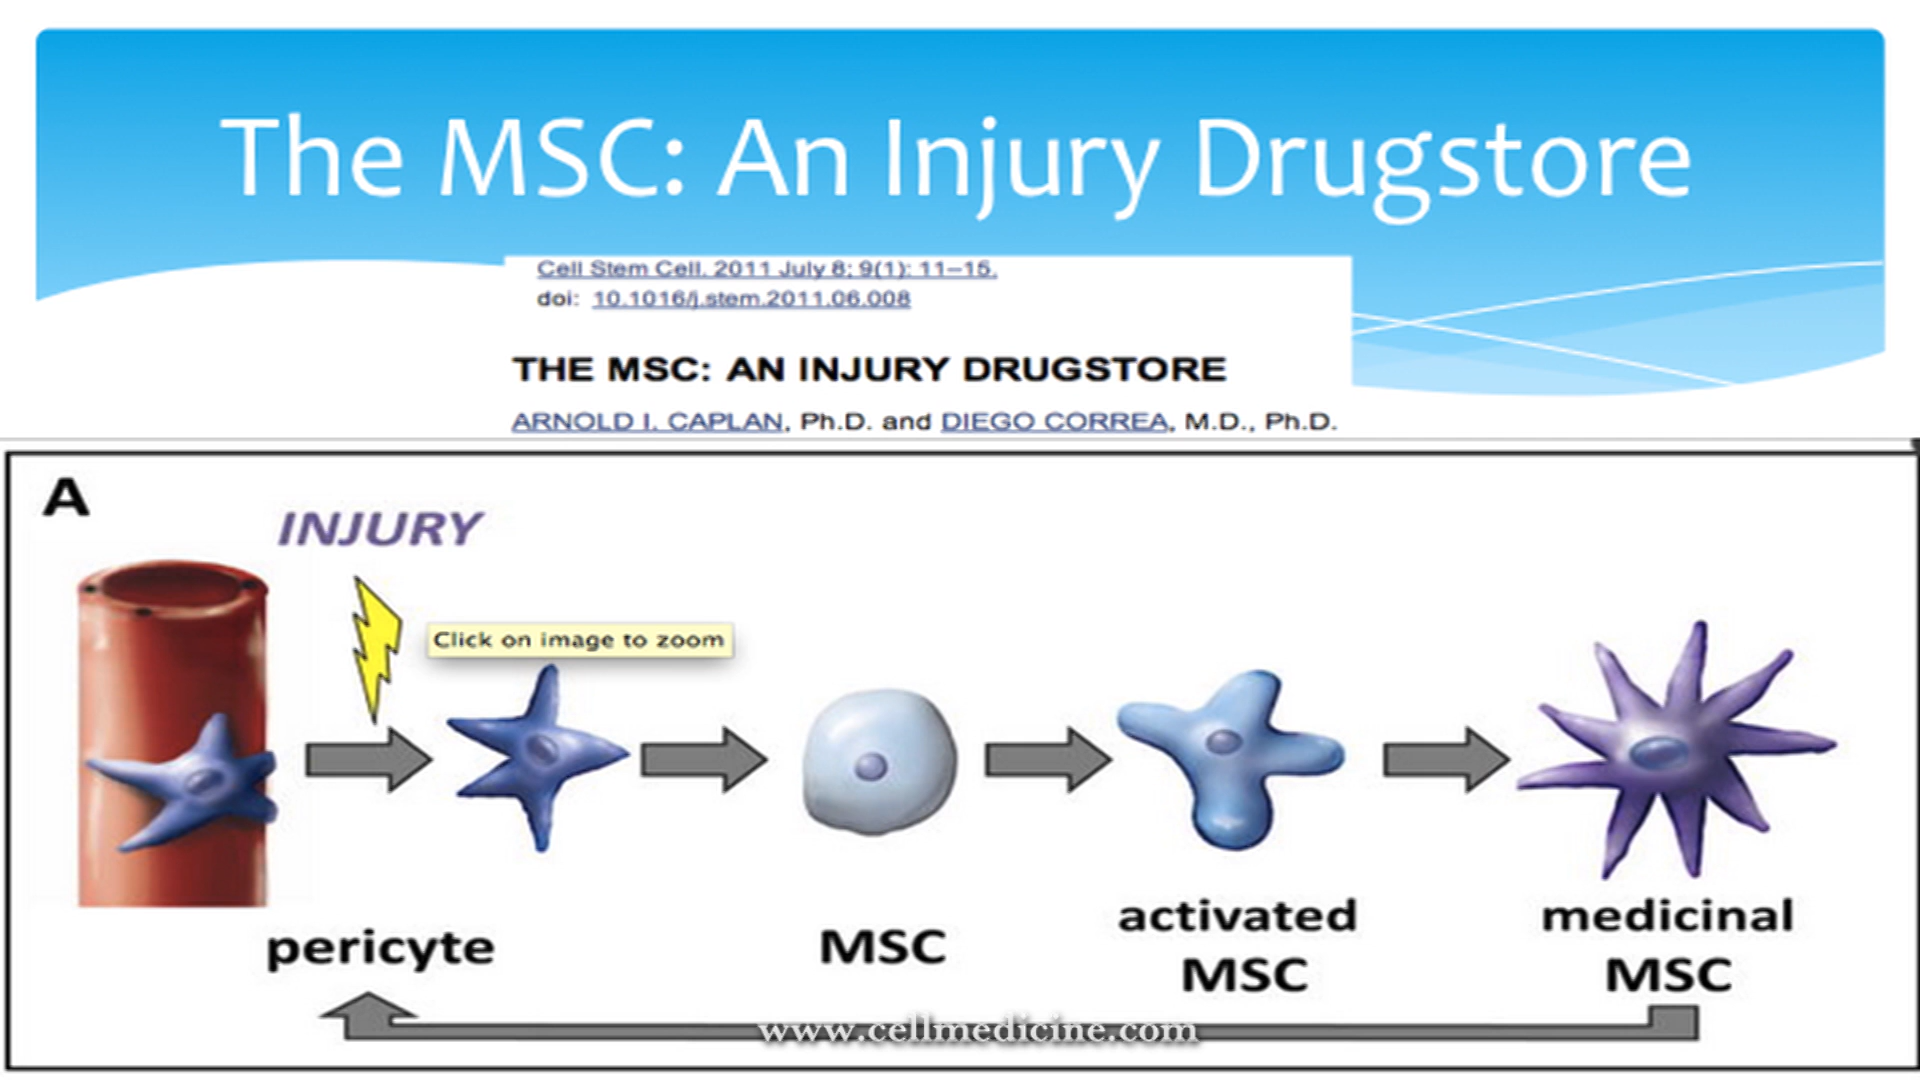 The MSC: An Injury Drugstore
Cell Stem Cell. 2011 July 8; 9(1): 11–15.
doi: 10.1016/j.stem.2011.06.008
THE MSC: AN INJURY DRUGSTORE
ARNOLD I. CAPLAN, Ph.D. and DIEGO CORREA, M.D., Ph.D.
A
INJURY
Click on image to zoom
pericyte
MSC
activated
MSC
medicinal
MSC
www.cellmedicine.com